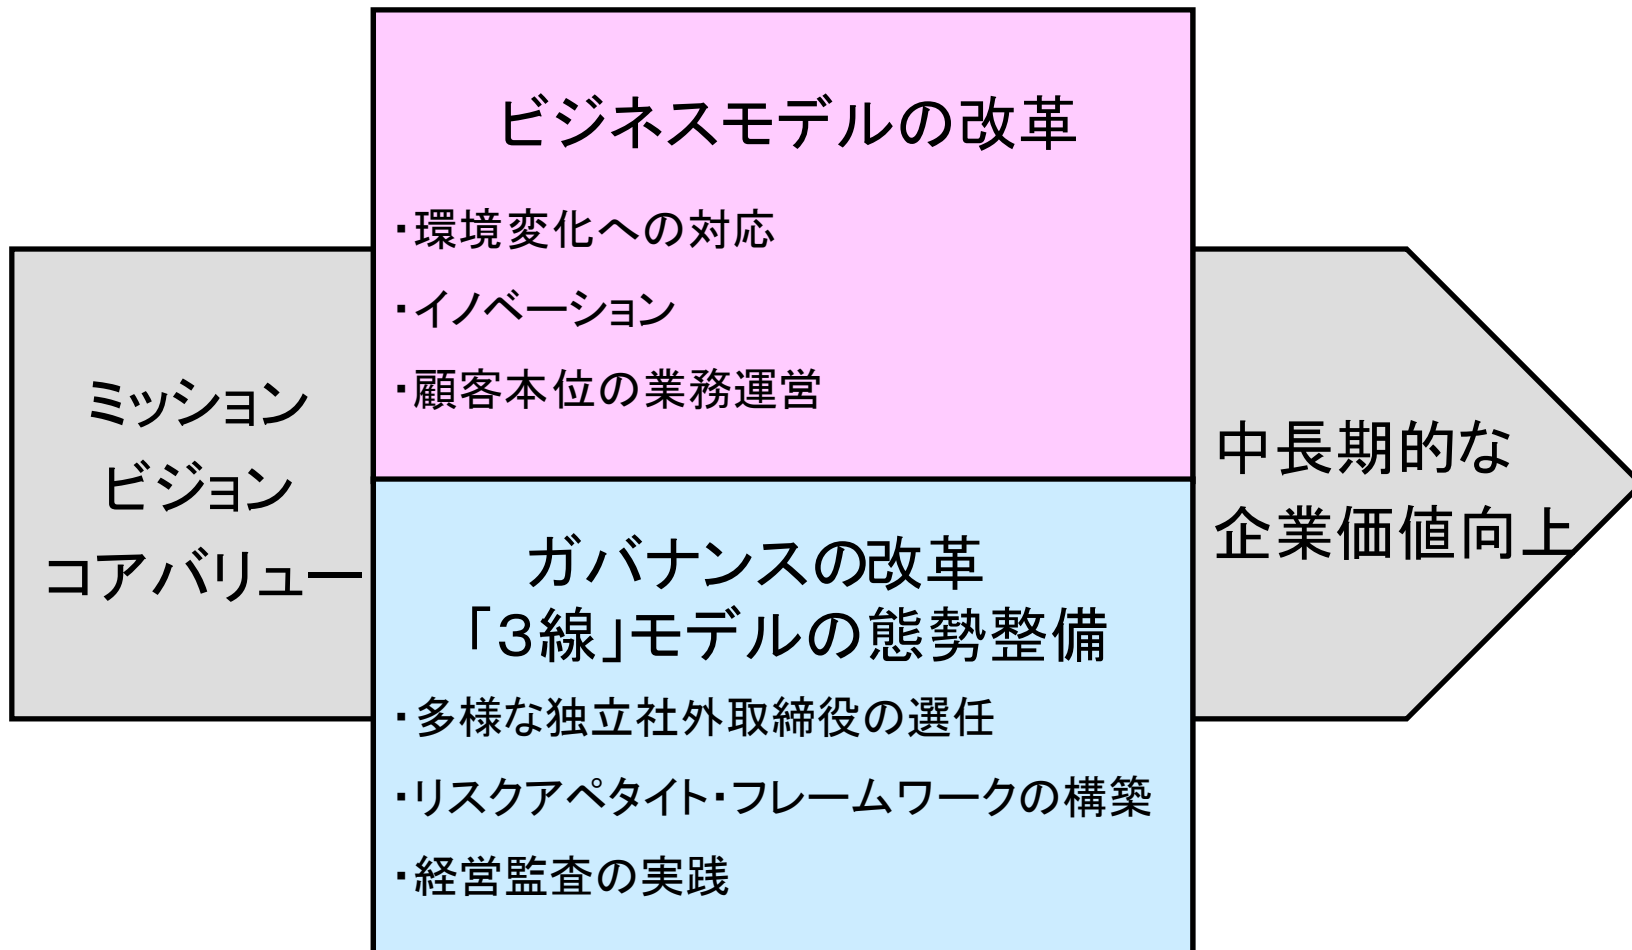 ミッション
ビジョン
コアバリュー
ビジネスモデルの改革
・環境変化への対応
・イノベーション
・顧客本位の業務運営
ガバナンスの改革
「３線」モデルの態勢整備
・多様な独立社外取締役の選任
・リスクアペタイト・フレームワークの構築
・経営監査の実践
中長期的な
企業価値向上